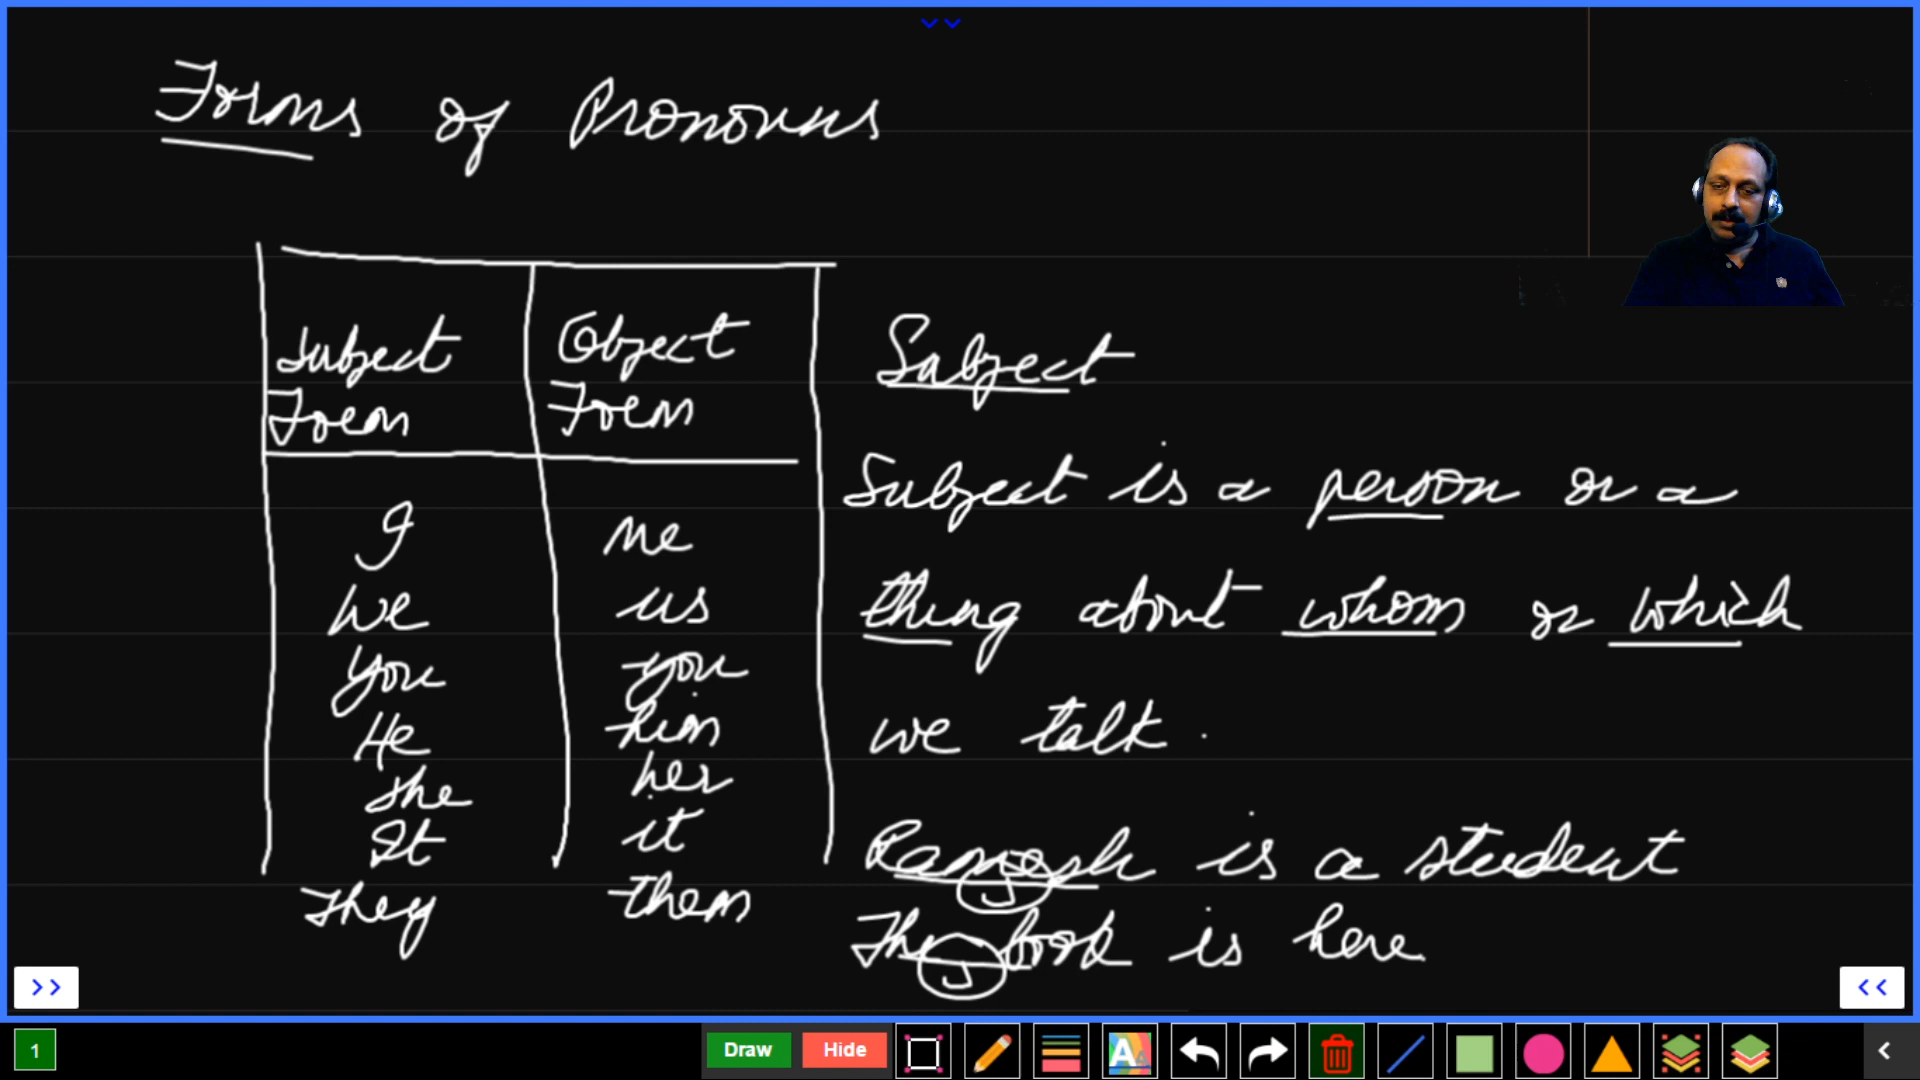 Forms of Pronouns
Subject Form
Object Form
I me
We us
You you
He him
She her
It it
They them
Subject
Subject is a person or a
thing about whom or which
we talk.
Ramesh is a student
S
The book is here
S
>>
<<
1
Draw
Hide